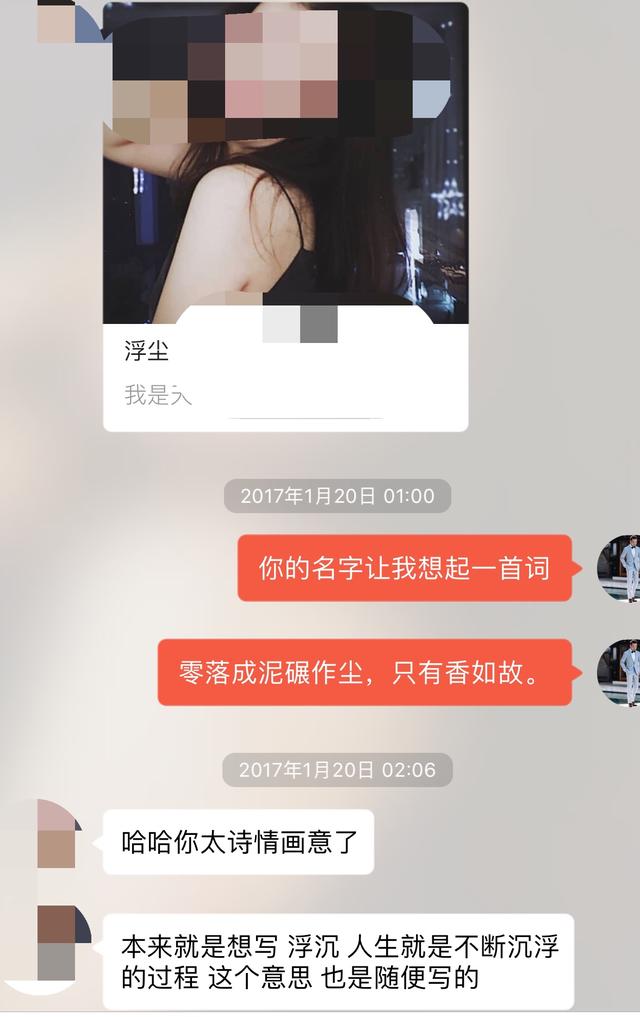 浮尘
我是
2017年1月20日 01:00
你的名字让我想起一首词
零落成泥碾作尘，只有香如故。
2017年1月20日 02:06
哈哈你太诗情画意了
本来就是想写 浮沉 人生就是不断沉浮
的过程 这个意思 也是随便写的